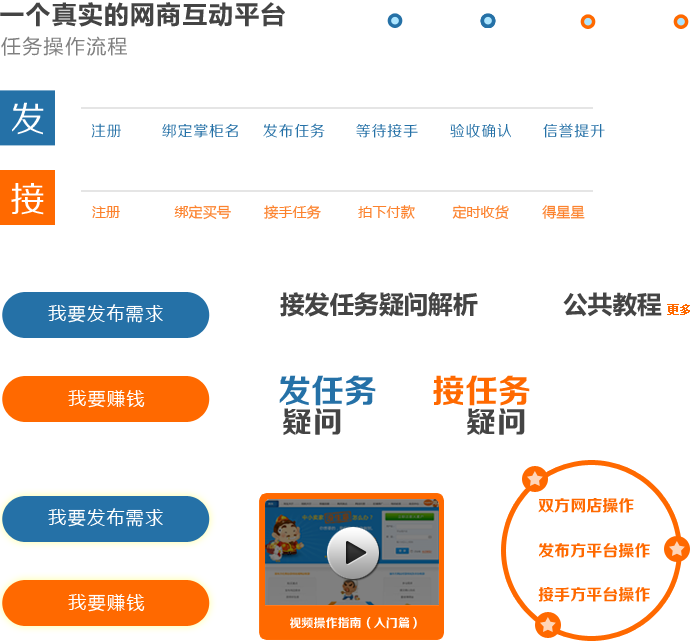 一个真实的网商互动平台
任务操作流程
发
注册 绑定掌柜名 发布任务 等待接手 验收确认 信誉提升
接
注册 绑定买号 接手任务 拍下付款 定时收货 得星星
我要发布需求
接发任务疑问解析
公共教程 更多
我要赚钱
发任务
疑问
接任务
疑问
我要发布需求
我要赚钱
视频操作指南（入门篇）
双方网店操作
发布方平台操作
接手方平台操作